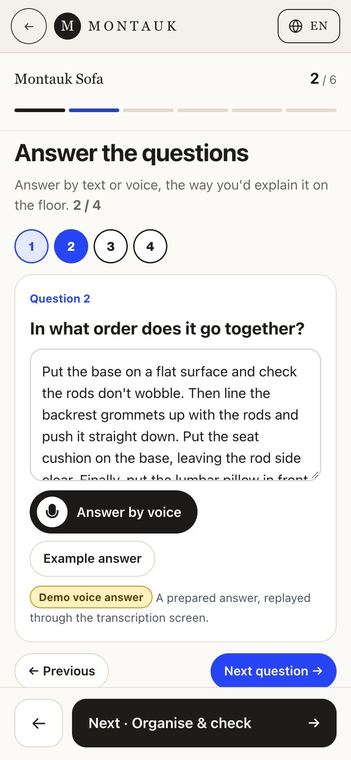 M MONTAUK
EN
Montauk Sofa
2 / 6
Answer the questions
Answer by text or voice, the way you'd explain it on
the floor. 2 / 4
1 2 3 4
Question 2
In what order does it go together?
Put the base on a flat surface and check
the rods don't wobble. Then line the
backrest grommets up with the rods and
push it straight down. Put the seat
cushion on the base, leaving the rod side
clear. Finally, put the lumbar pillow in front
Answer by voice
Example answer
Demo voice answer A prepared answer, replayed
through the transcription screen.
← Previous
Next question →
←
Next · Organise & check →